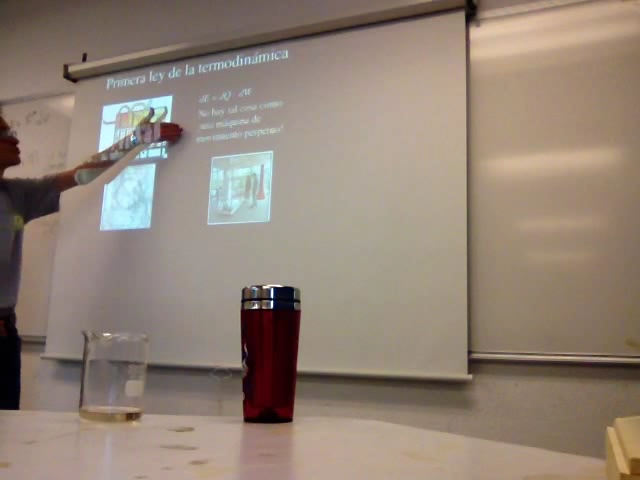 Primera ley de la termodinámica
No hay tal cosa como
una máquina de
movimiento perpetuo!